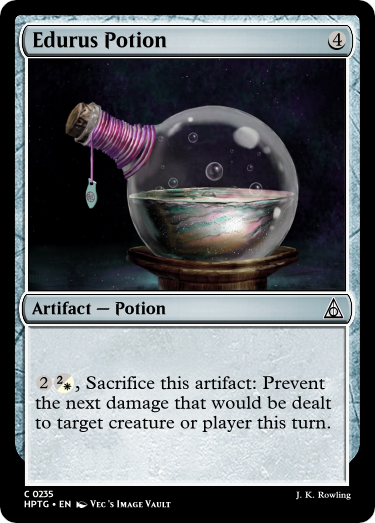 Edurus Potion 4
Artifact — Potion
2 2, Sacrifice this artifact: Prevent
the next damage that would be dealt
to target creature or player this turn.
C 0235
J. K. Rowling
HPTG • EN Vec's Image Vault